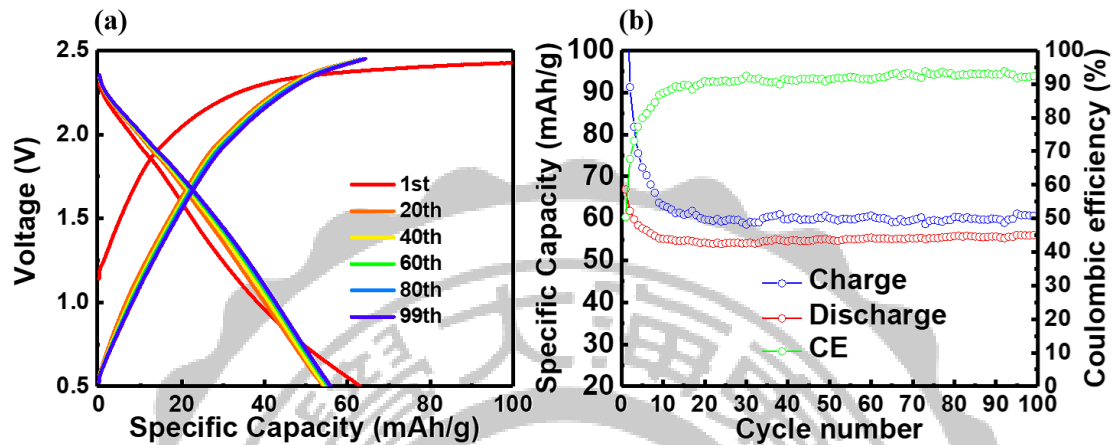 (a)
2.5
2.0
1.5
1.0
0.5
Voltage (V)
1st
20th
40th
60th
80th
99th
0 20 40 60 80 100
Specific Capacity (mAh/g)
(b)
100
90
80
70
60
50
40
30
20
Specific Capacity (mAh/g)
Charge
Discharge
CE
100
90
80
70
60
50
40
30
20
10
0
Coulombic efficiency (%)
0 10 20 30 40 50 60 70 80 90 100
Cycle number